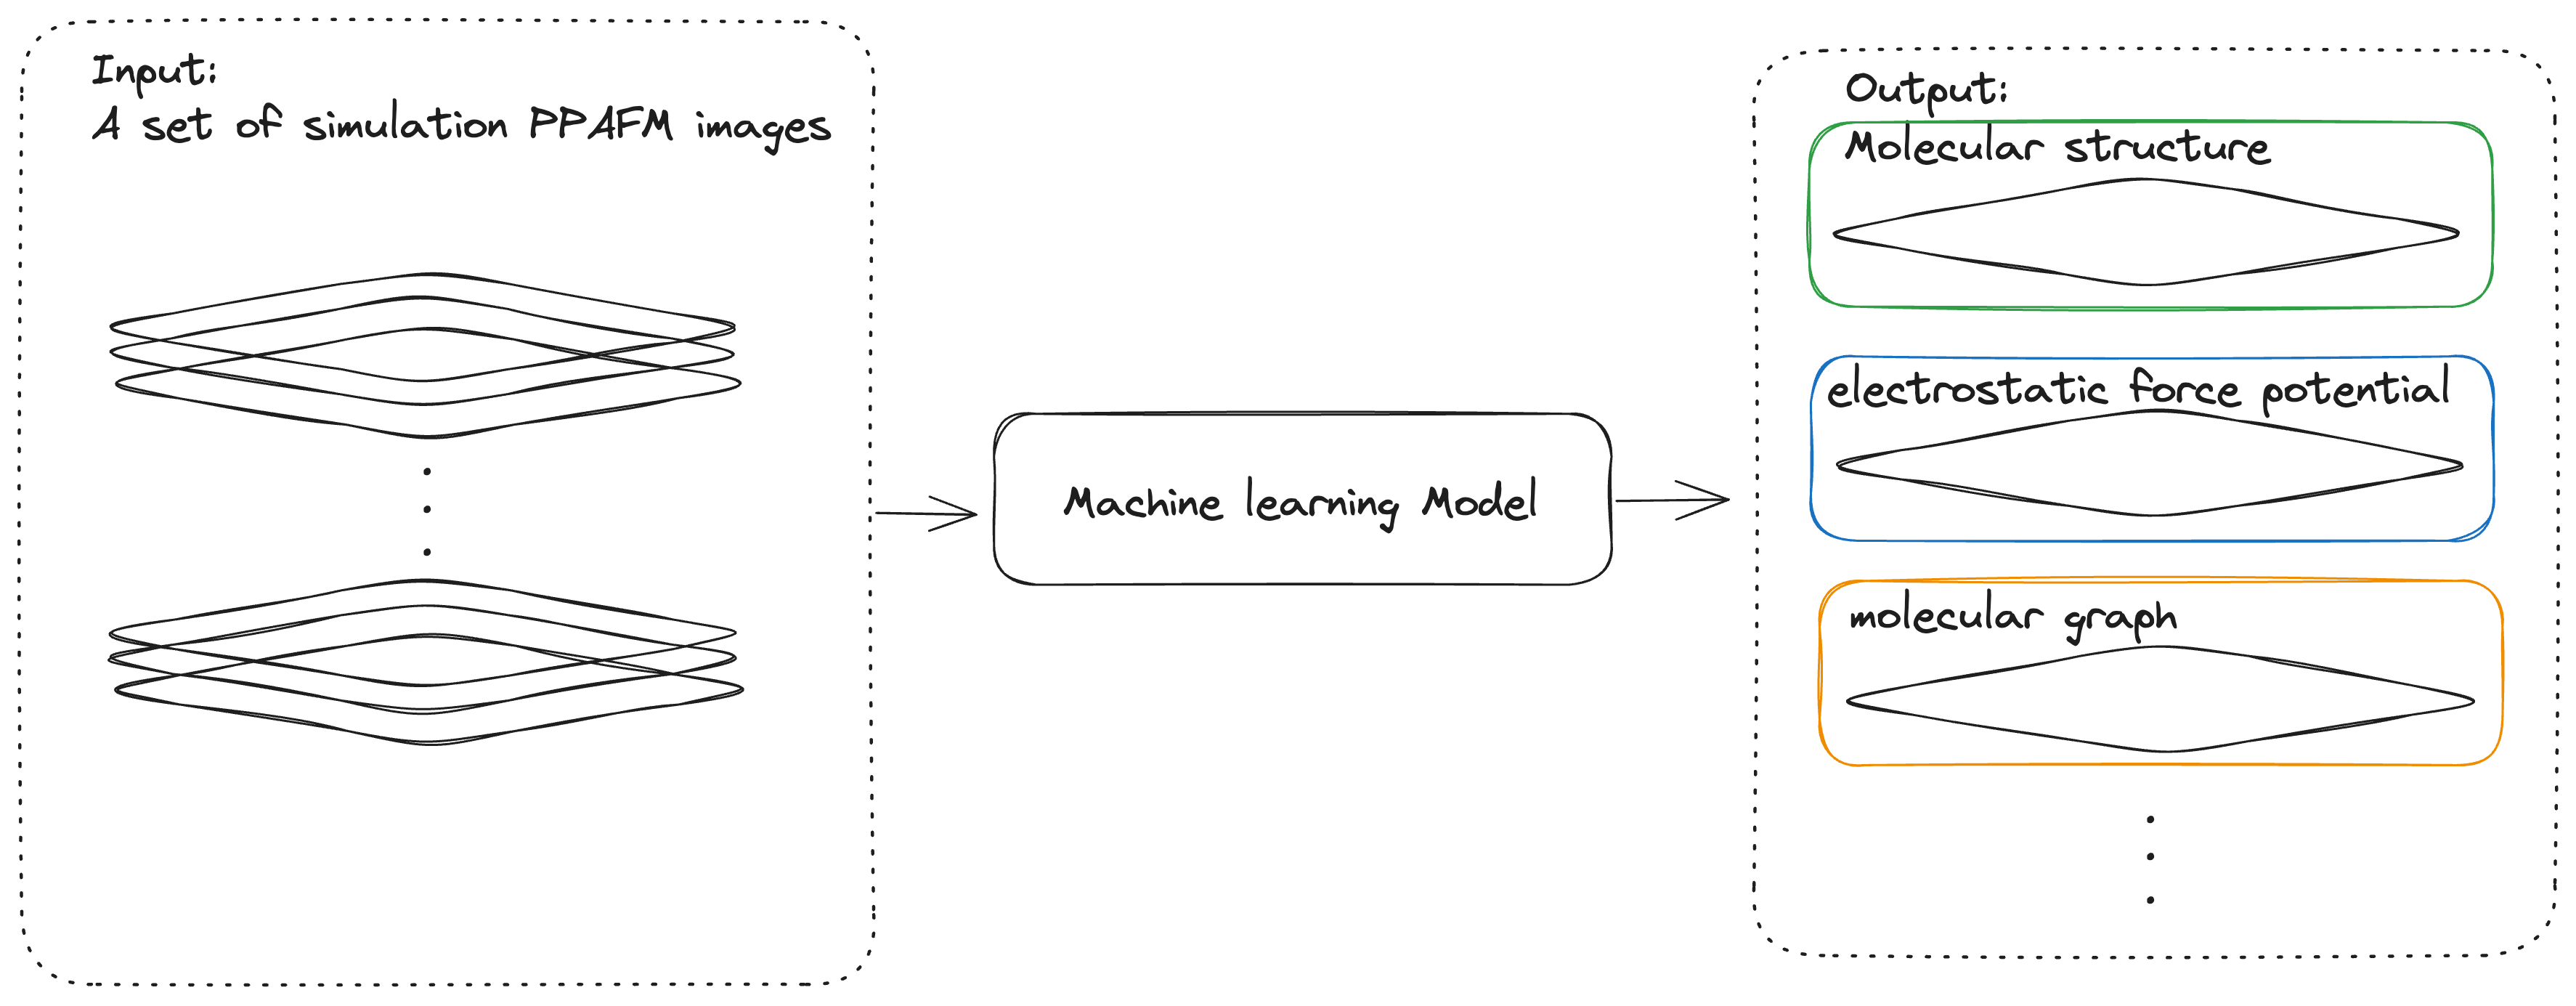 Input:
A set of simulation PPAFM images
Machine learning Model
Output:
Molecular structure
electrostatic force potential
molecular graph